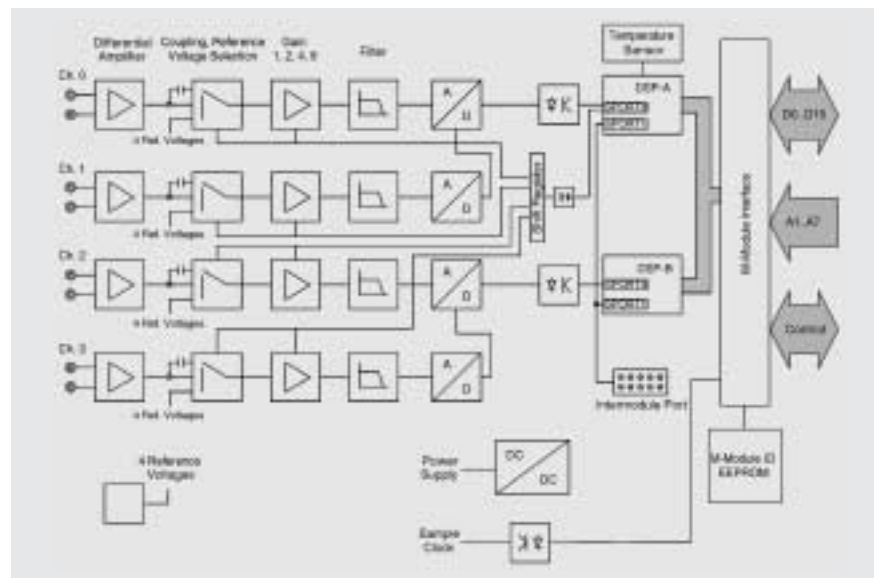 Differential
Amplifier
Coupling, Reference
Voltage Selection
Gain
1, 2, 4, 8
Filter
Temperature
Sensor
Ch. 0
A
D
DSP-A
SPORT0
SPORT1
D0..D15
4 Ref. Voltages
Ch. 1
A
D
Shift Register
M-Module Interface
A1..A7
4 Ref. Voltages
Ch. 2
A
D
DSP-B
SPORT0
SPORT1
4 Ref. Voltages
Control
Ch. 3
A
D
Intermodule Port
4 Ref. Voltages
4 Reference
Voltages
Power
Supply
DC
DC
M-Module ID
EEPROM
Sample
Clock